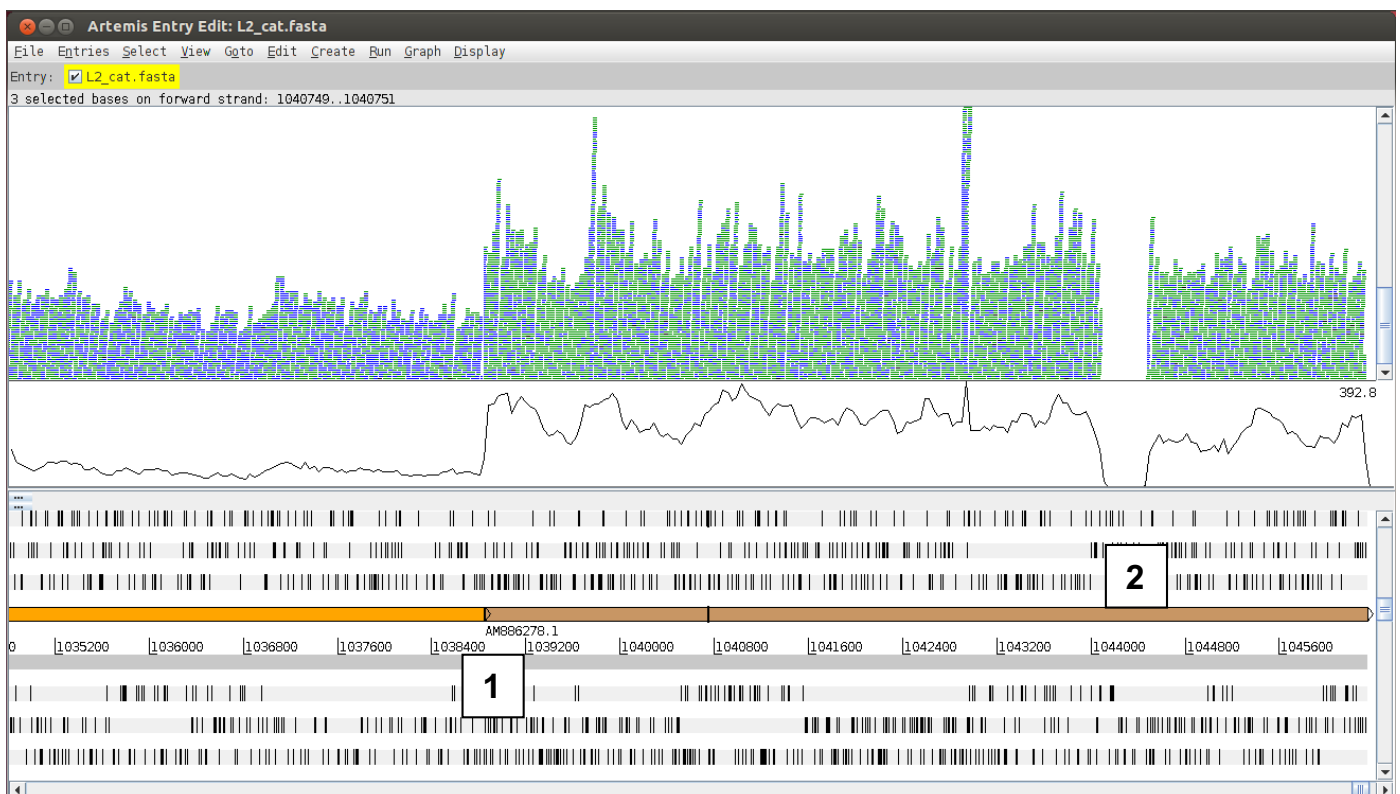 Artemis Entry Edit: L2_cat.fasta
File Entries Select View Goto Edit Create Run Graph Display
Entry: L2_cat.fasta
3 selected bases on forward strand: 1040749..1040751
392.8
2
AM886278.1
0 1035200 1036000 1036800 1037600 1038400 1039200 1040000 1040800 1041600 1042400 1043200 1044000 1044800 1045600
1